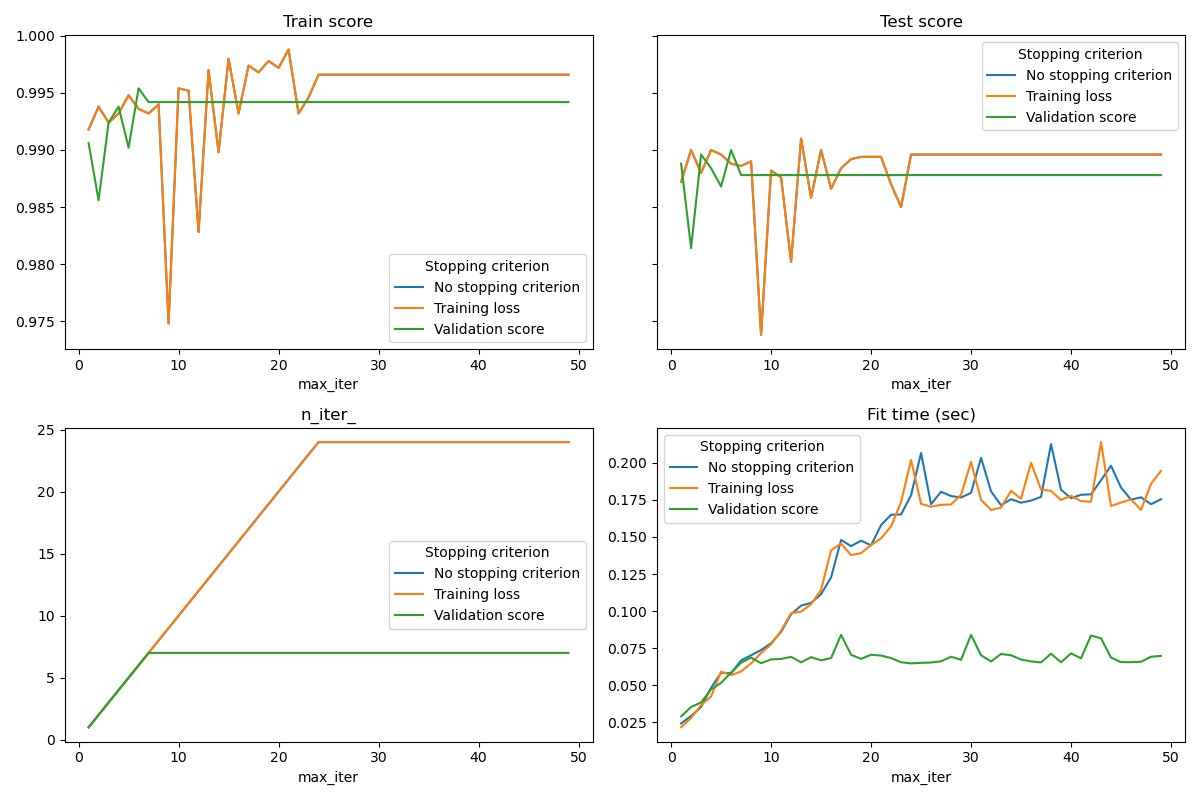 Train score
1.000
0.995
0.990
0.985
0.980
0.975
Stopping criterion
No stopping criterion
Training loss
Validation score
0 10 20 30 40 50
max_iter
Test score
Stopping criterion
No stopping criterion
Training loss
Validation score
0 10 20 30 40 50
max_iter
n_iter_
25
20
15
10
5
0
Stopping criterion
No stopping criterion
Training loss
Validation score
0 10 20 30 40 50
max_iter
Fit time (sec)
0.200
0.175
0.150
0.125
0.100
0.075
0.050
0.025
Stopping criterion
No stopping criterion
Training loss
Validation score
0 10 20 30 40 50
max_iter